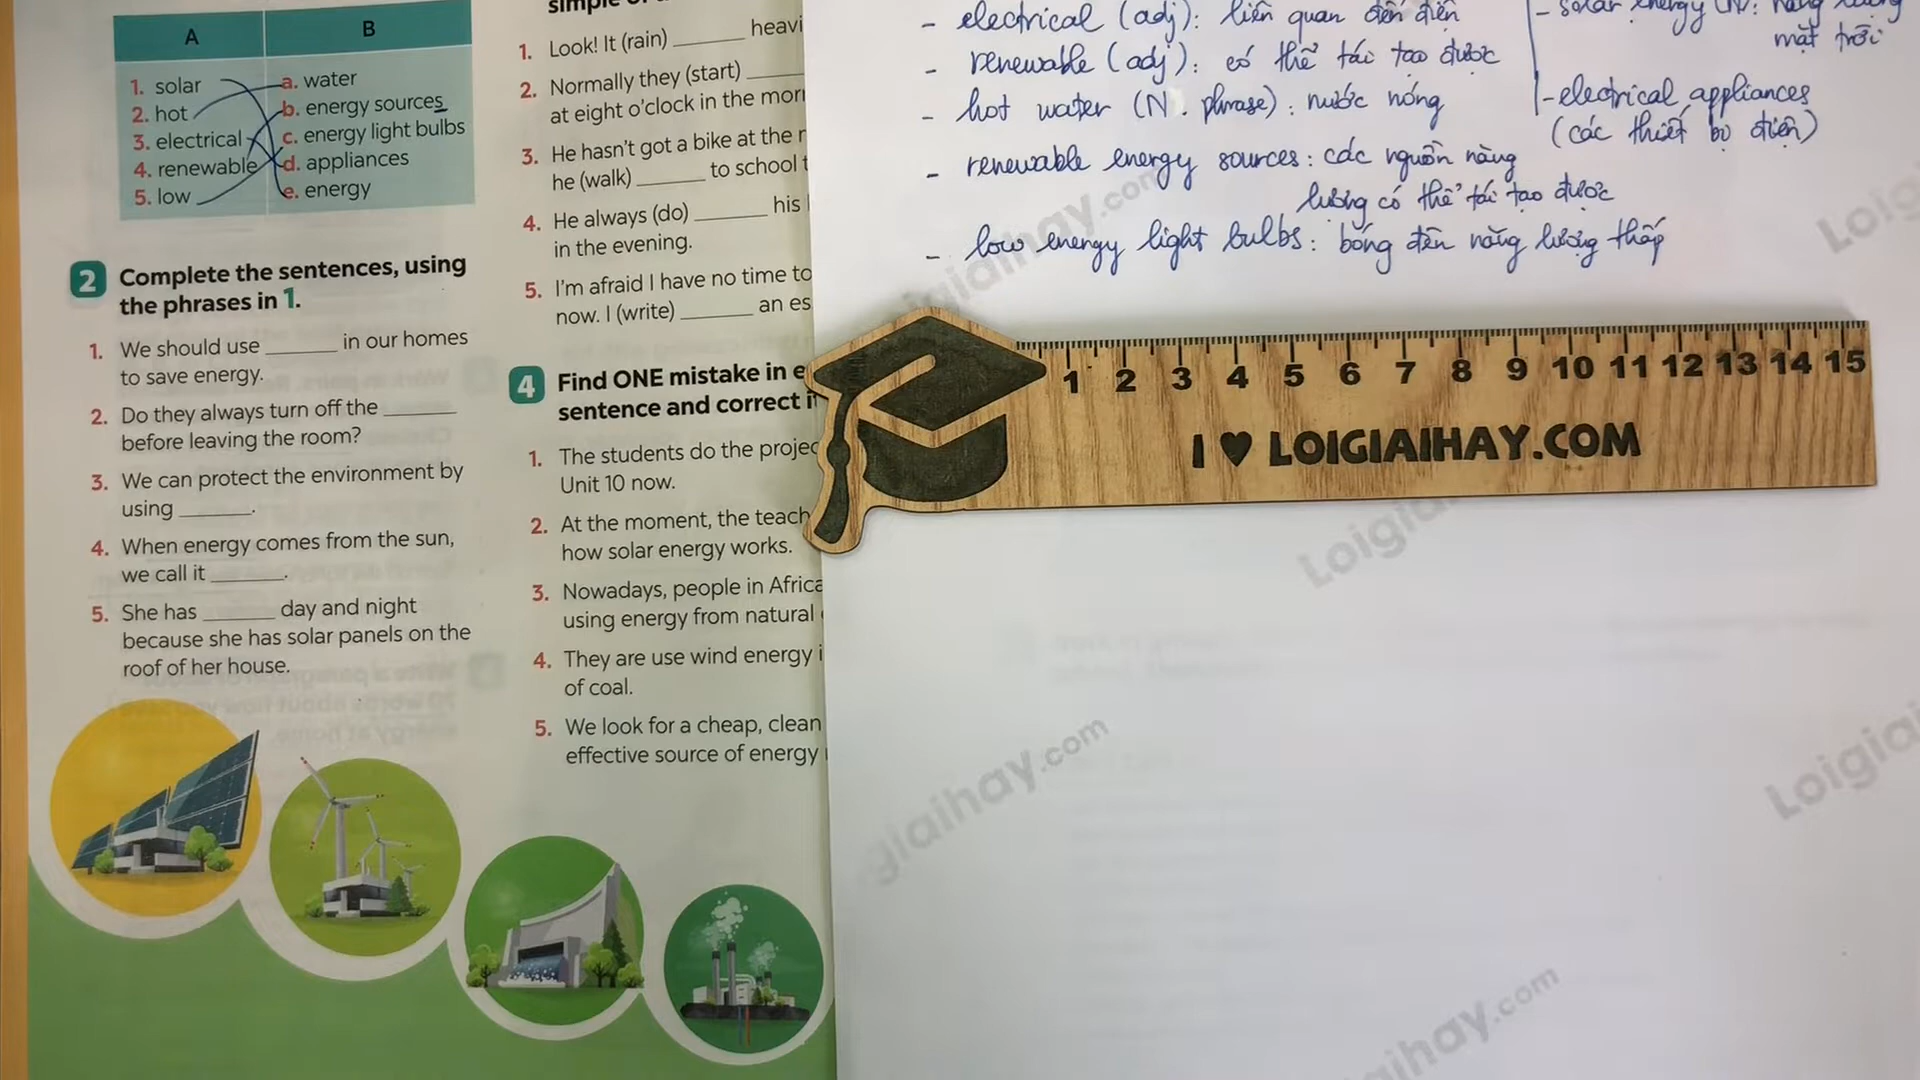 A
B
1. solar
2. hot
3. electrical
4. renewable
5. low
a. water
b. energy sources
c. energy light bulbs
d. appliances
e. energy
2 Complete the sentences, using
the phrases in 1.
1. We should use _______ in our homes
to save energy.
2. Do they always turn off the _______
before leaving the room?
3. We can protect the environment by
using _______.
4. When energy comes from the sun,
we call it _______.
5. She has _______ day and night
because she has solar panels on the
roof of her house.
1. Look! It (rain) _______ heavi
2. Normally they (start) _______
at eight o'clock in the mor
3. He hasn't got a bike at the
he (walk) _______ to school t
4. He always (do) _______ his
in the evening.
5. I'm afraid I have no time to
now. I (write) _______ an es
4 Find ONE mistake in e
sentence and correct i
1. The students do the projec
Unit 10 now.
2. At the moment, the teach
how solar energy works.
3. Nowadays, people in Africa
using energy from natural
4. They are use wind energy i
of coal.
5. We look for a cheap, clean
effective source of energy
- electrical (adj): liên quan đến điện
- renewable (adj): có thể tái tạo được
- hot water (N. phrase): nước nóng
- renewable energy sources: các nguồn năng
lượng có thể tái tạo được
- low energy light bulbs: bóng đèn năng lượng thấp
- solar energy (N): năng lượng
mặt trời
- electrical appliances
(các thiết bị điện)
1 2 3 4 5 6 7 8 9 10 11 12 13 14 15
I ♥ LOIGIAIHAY.COM
giaihay.com
Loigiai
giaihay.com
Loigiai
aihay.com